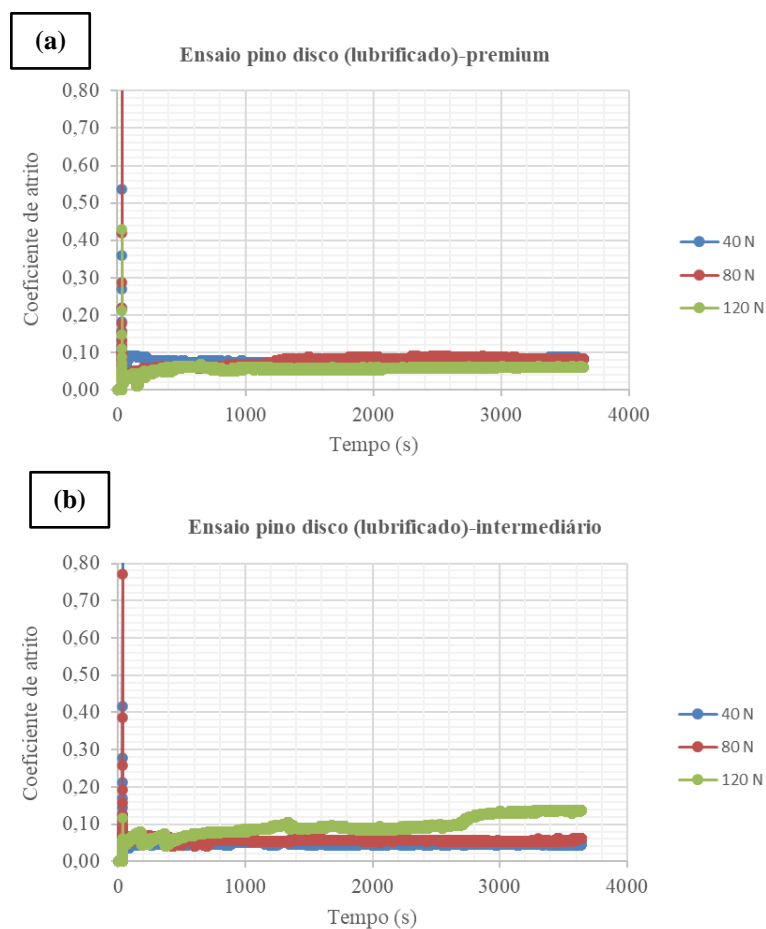 (a)
Ensaio pino disco (lubrificado)-premium
0,80
0,70
0,60
0,50
0,40
0,30
0,20
0,10
0,00
Coeficiente de atrito
40 N
80 N
120 N
0 1000 2000 3000 4000
Tempo (s)
(b)
Ensaio pino disco (lubrificado)-intermediário
0,80
0,70
0,60
0,50
0,40
0,30
0,20
0,10
0,00
Coeficiente de atrito
40 N
80 N
120 N
0 1000 2000 3000 4000
Tempo (s)